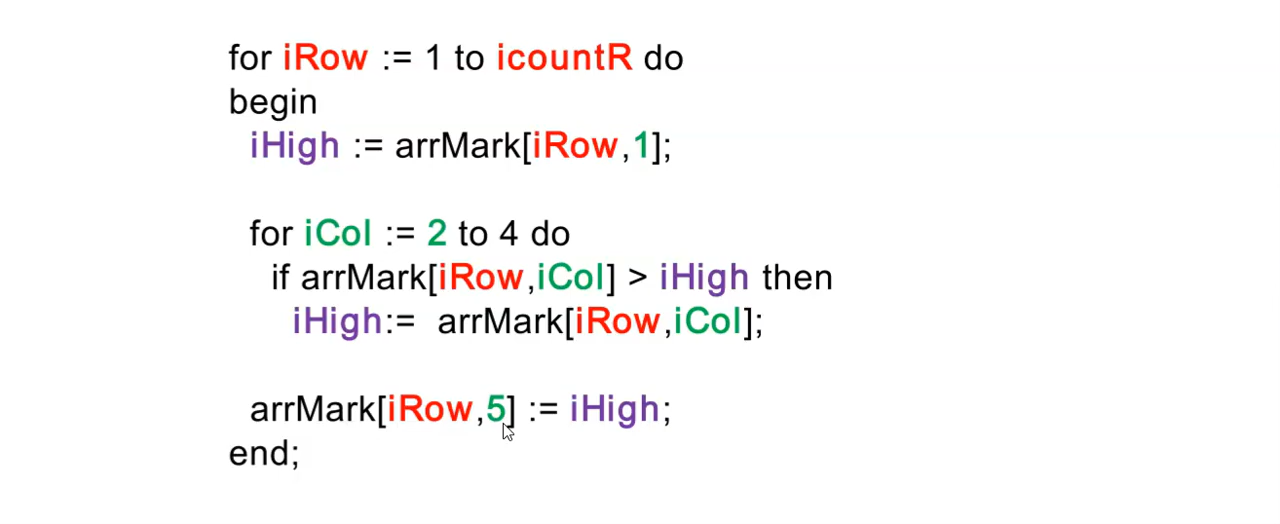 for iRow := 1 to icountR do
begin
iHigh := arrMark[iRow,1];
for iCol := 2 to 4 do
if arrMark[iRow,iCol] > iHigh then
iHigh:= arrMark[iRow,iCol];
arrMark[iRow,5] := iHigh;
end;